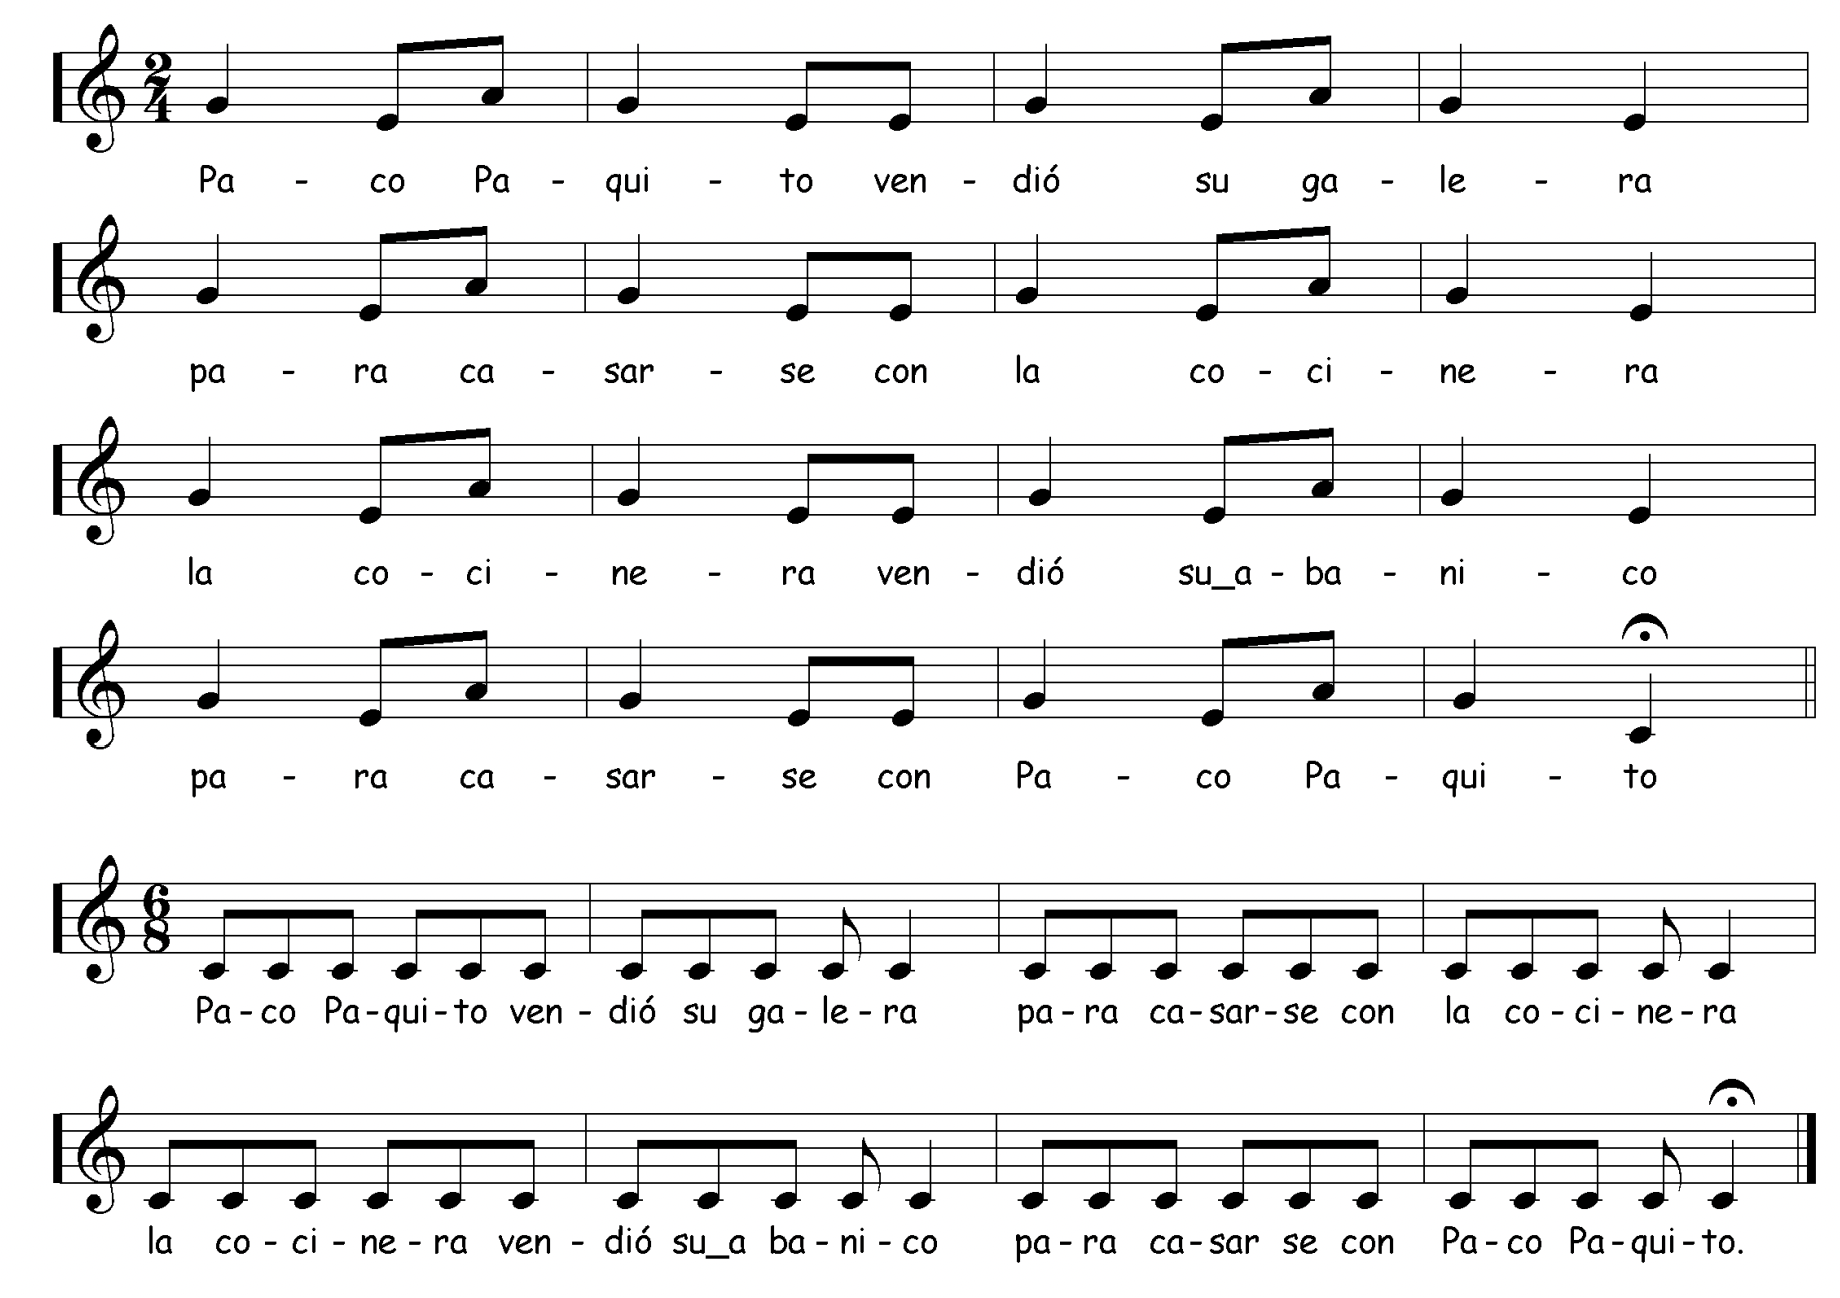 2/4
Pa - co Pa - qui - to ven - dió su ga - le - ra
pa - ra ca - sar - se con la co - ci - ne - ra
la co - ci - ne - ra ven - dió su_a - ba - ni - co
pa - ra ca - sar - se con Pa - co Pa - qui - to
6/8
Pa - co Pa - qui - to ven - dió su ga - le - ra pa - ra ca - sar - se con la co - ci - ne - ra
la co - ci - ne - ra ven - dió su_a ba - ni - co pa - ra ca - sar se con Pa - co Pa - qui - to.